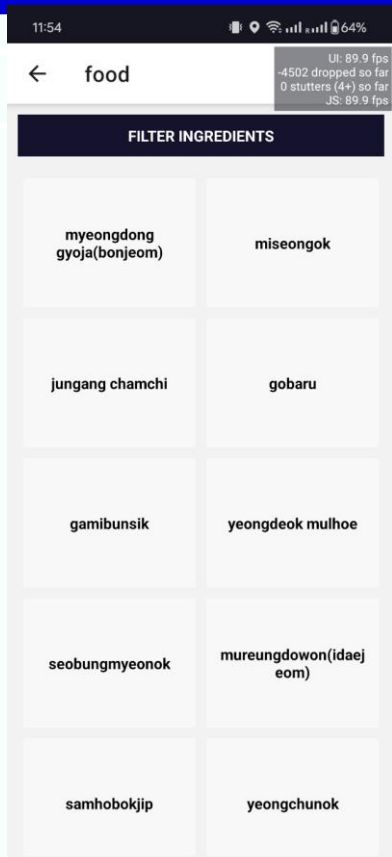 11:54
64%
food
UI: 89.9 fps
-4502 dropped so far
0 stutters (4+) so far
JS: 89.9 fps
FILTER INGREDIENTS
myeongdong
gyoja(bonjeom)
miseongok
jungang chamchi
gobaru
gamibunsik
yeongdeok mulhoe
seobungmyeonok
mureungdowon(idaej
eom)
samhobokjip
yeongchunok